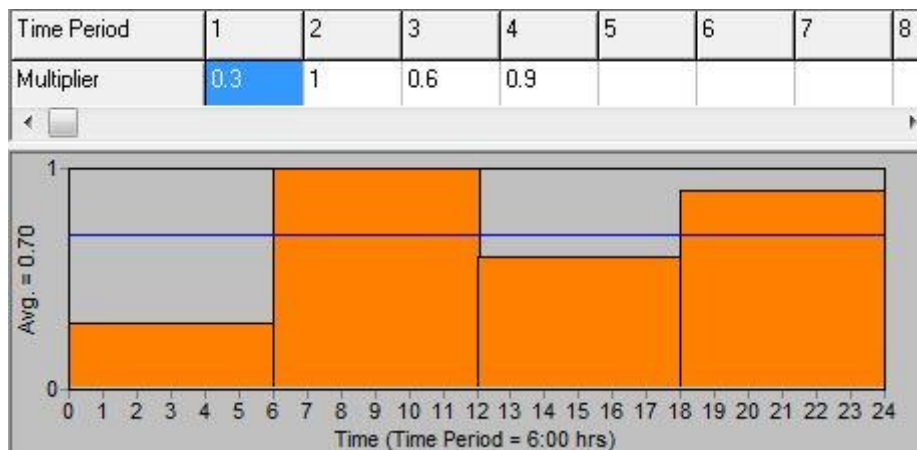 Time Period 1 2 3 4 5 6 7 8
Multiplier 0.3 1 0.6 0.9
1
Avg. = 0.70
0
0 1 2 3 4 5 6 7 8 9 10 11 12 13 14 15 16 17 18 19 20 21 22 23 24
Time (Time Period = 6:00 hrs)